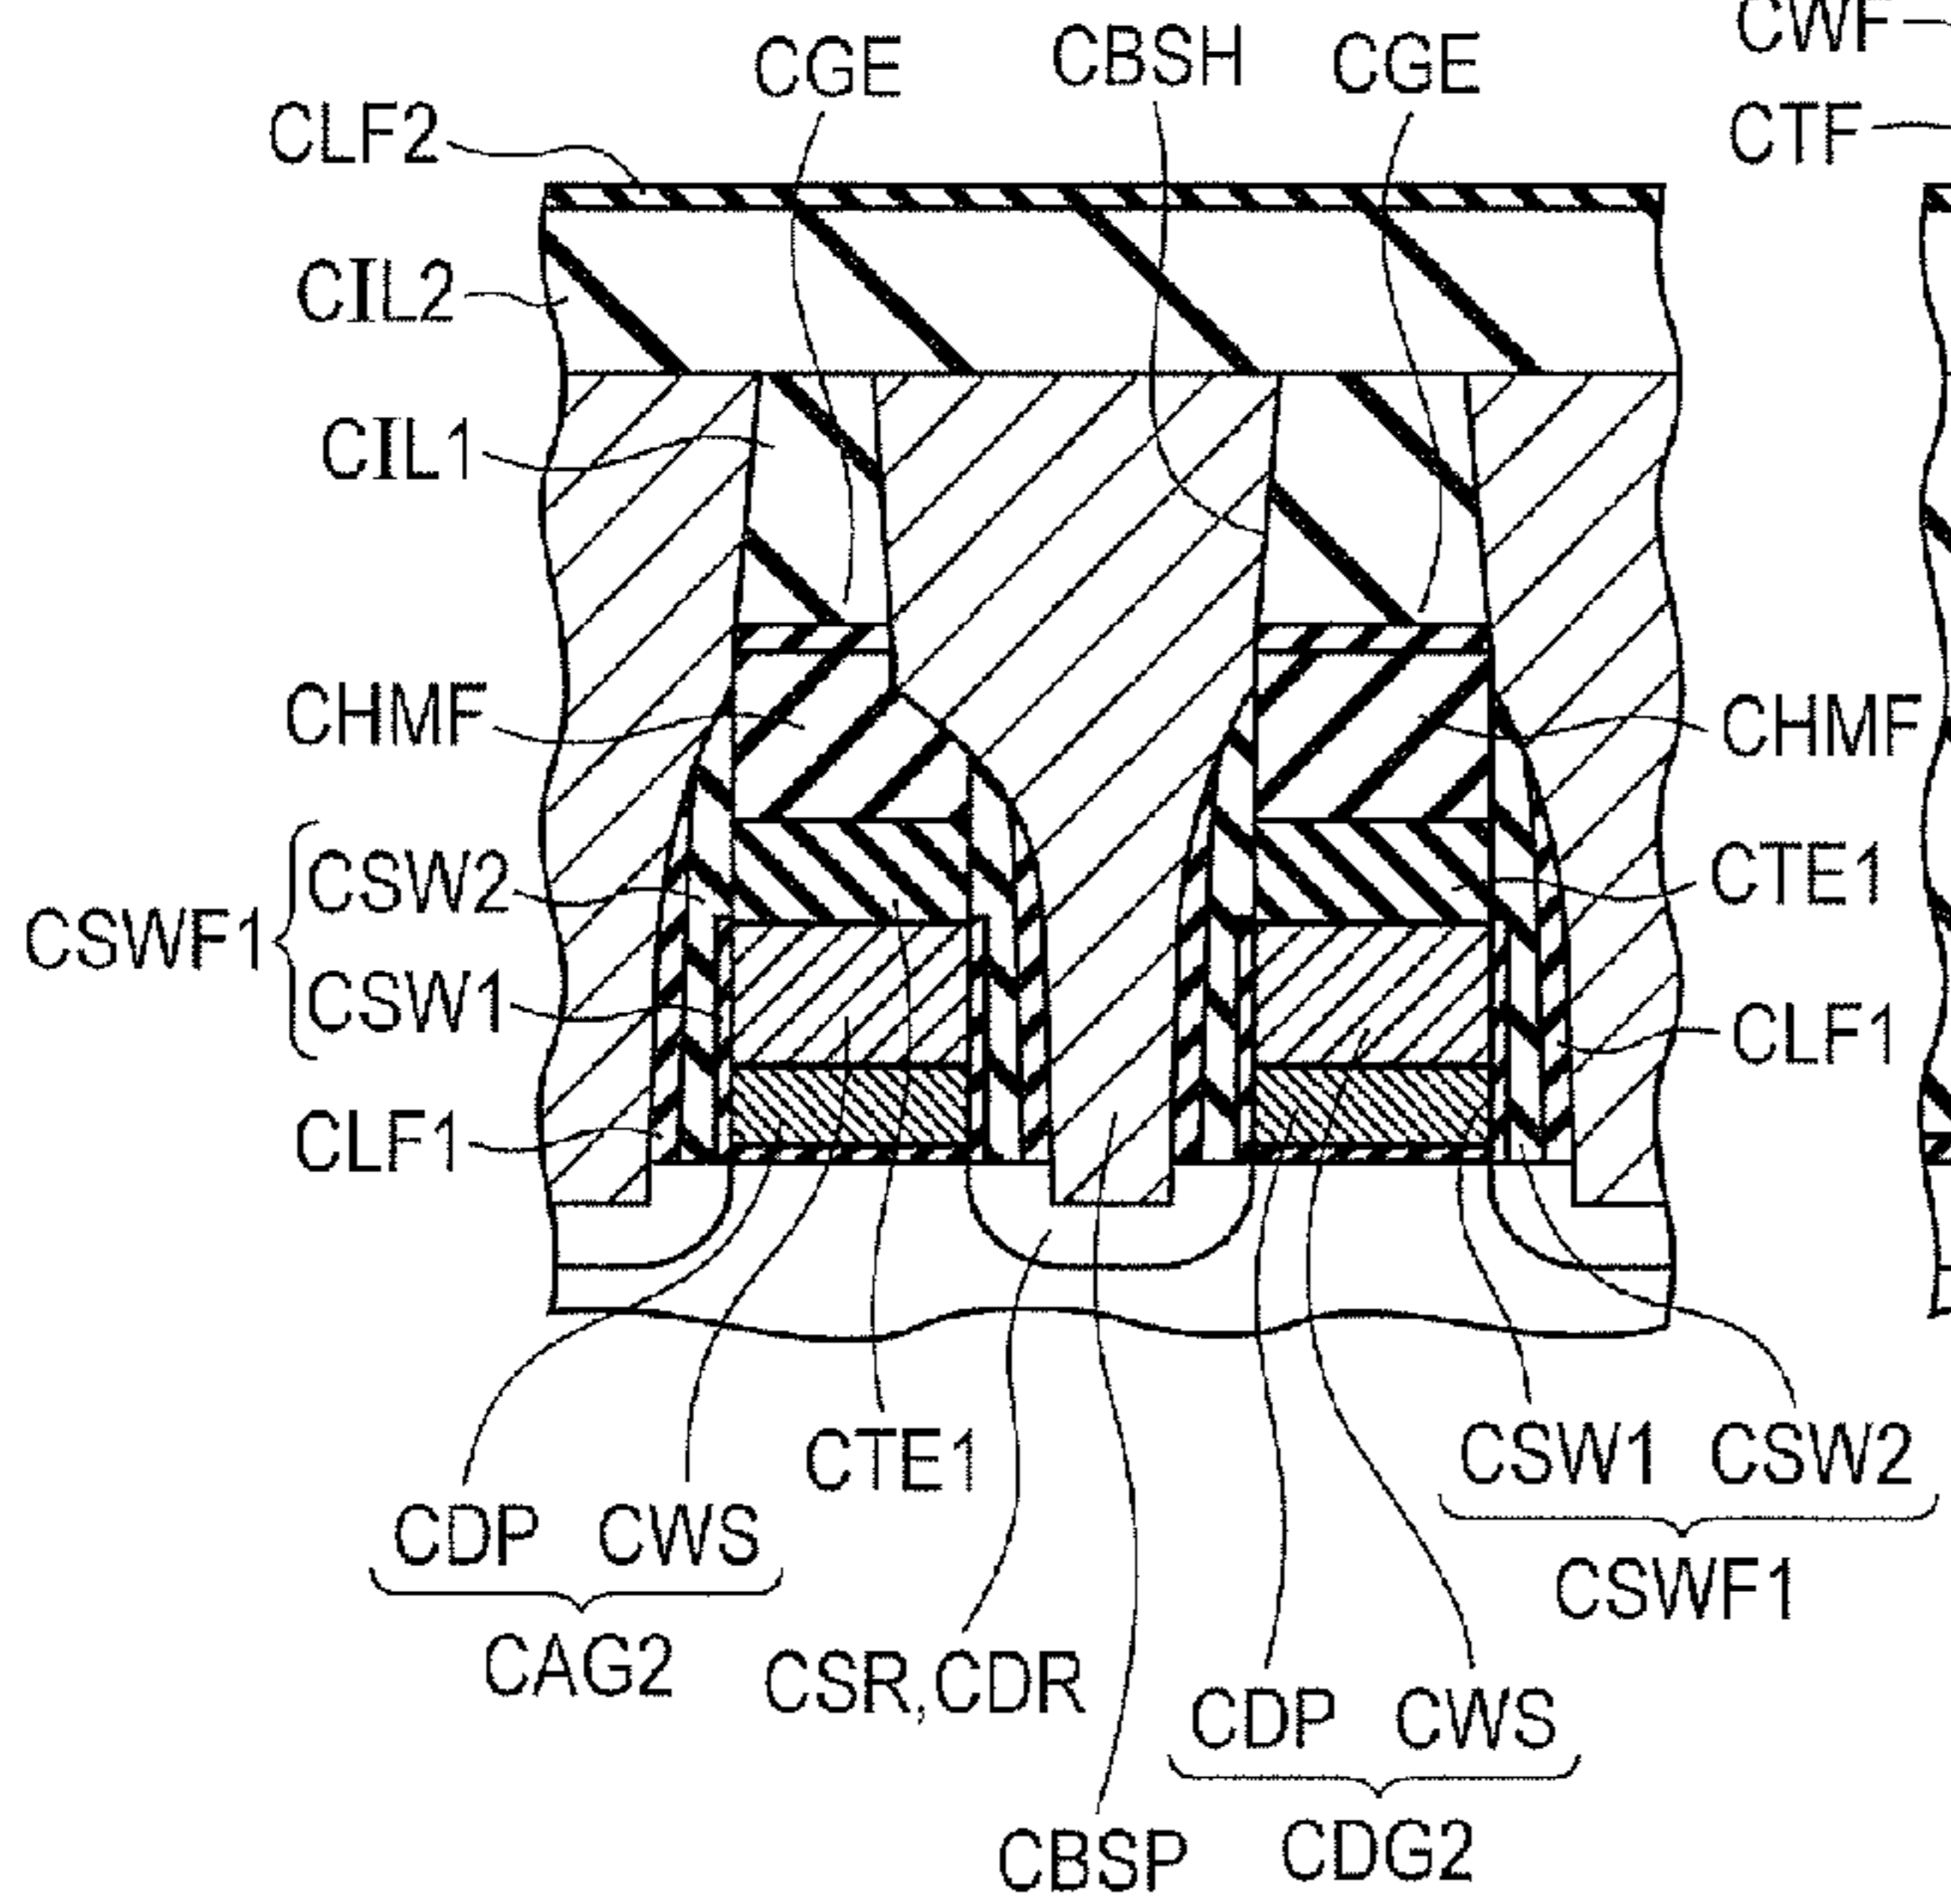 CWF
CGE CBSH CGE
CLF2 CTF
CIL2
CIL1
CHMF CHMF
CSW2 CTE1
CSWF1
CSW1 CLF1
CLF1
CTE1 CSW1 CSW2
CDP CWS CSWF1
CAG2 CSR,CDR CDP CWS
CBSP CDG2